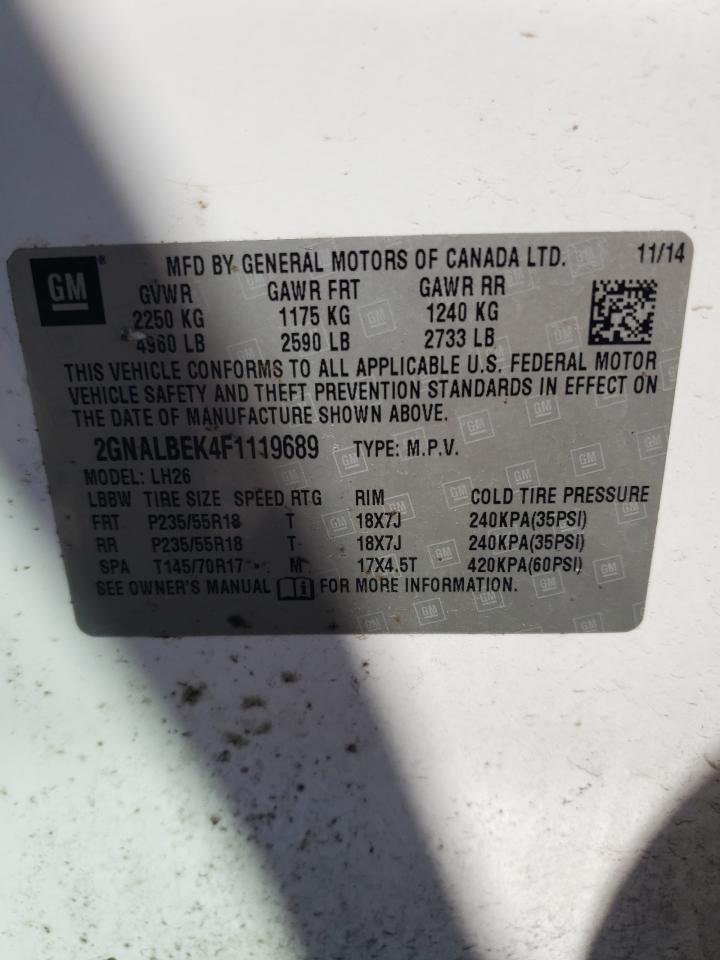 GM ® MFD BY GENERAL MOTORS OF CANADA LTD. 11/14
GVWR GAWR FRT GAWR RR
2250 KG 1175 KG 1240 KG
4960 LB 2590 LB 2733 LB
THIS VEHICLE CONFORMS TO ALL APPLICABLE U.S. FEDERAL MOTOR
VEHICLE SAFETY AND THEFT PREVENTION STANDARDS IN EFFECT ON
THE DATE OF MANUFACTURE SHOWN ABOVE.
2GNALBEK4F1119689 TYPE: M.P.V.
MODEL: LH26
LBBW TIRE SIZE SPEED RTG RIM COLD TIRE PRESSURE
FRT P235/55R18 T 18X7J 240KPA(35PSI)
RR P235/55R18 T 18X7J 240KPA(35PSI)
SPA T145/70R17 M 17X4.5T 420KPA(60PSI)
SEE OWNER'S MANUAL FOR MORE INFORMATION.